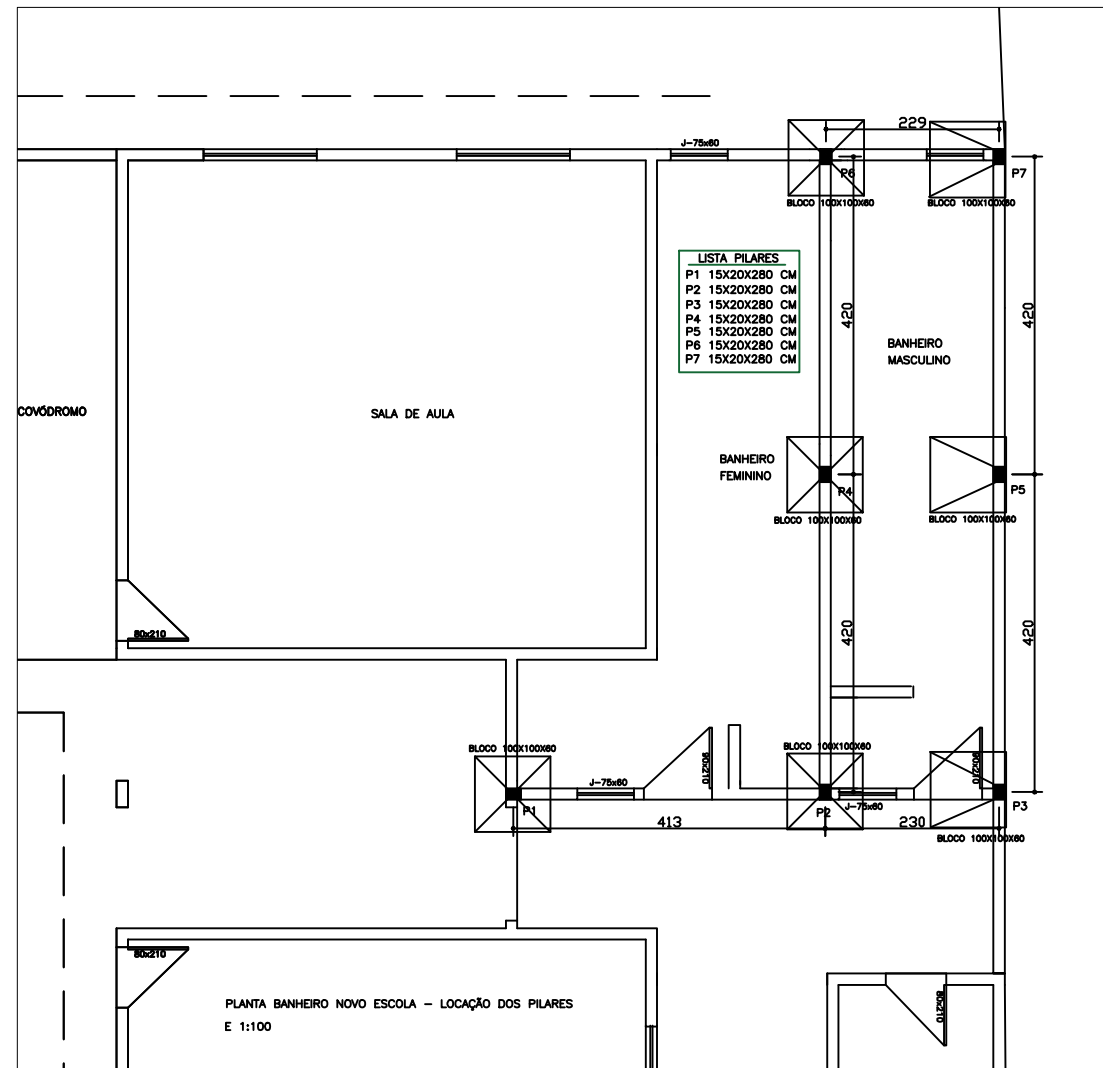 229
J-75x60
P6
P7
BLOCO 100X100X60
BLOCO 100X100X60
LISTA PILARES
P1 15X20X280 CM
P2 15X20X280 CM
P3 15X20X280 CM
P4 15X20X280 CM
P5 15X20X280 CM
P6 15X20X280 CM
P7 15X20X280 CM
420
420
BANHEIRO
MASCULINO
COVÓDROMO
SALA DE AULA
BANHEIRO
FEMININO
P4
P5
BLOCO 100X100X60
BLOCO 100X100X60
80x210
420
420
BLOCO 100X100X60
BLOCO 100X100X60
90x210
90x210
J-75x60
J-75x60
P1
P2
P3
413
230
BLOCO 100X100X60
80x210
PLANTA BANHEIRO NOVO ESCOLA - LOCAÇÃO DOS PILARES
E 1:100
80x210